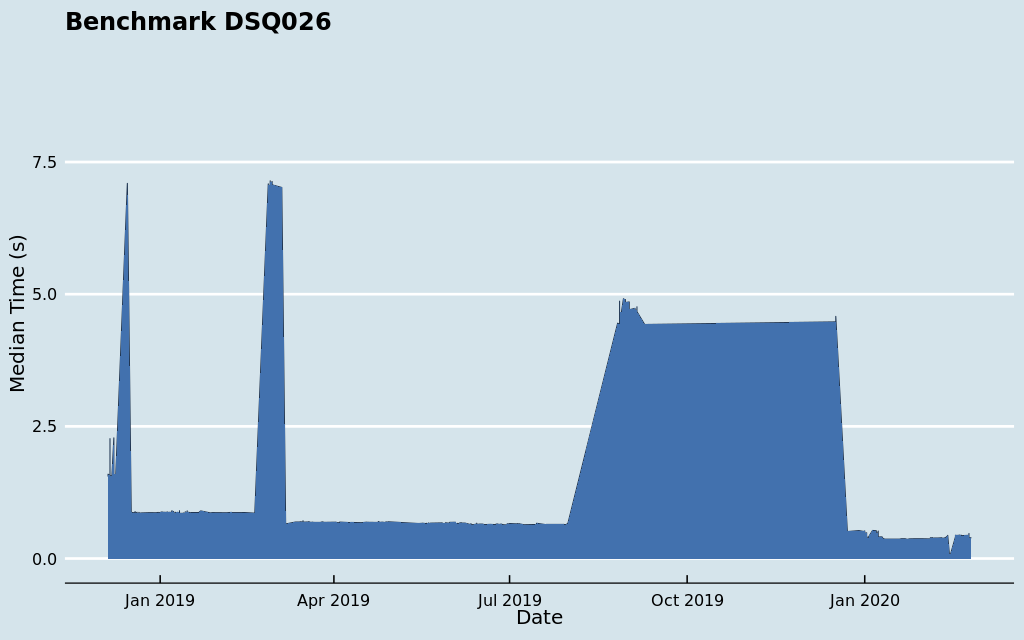 Benchmark DSQ026
Median Time (s)
7.5
5.0
2.5
0.0
Jan 2019
Apr 2019
Jul 2019
Oct 2019
Jan 2020
Date